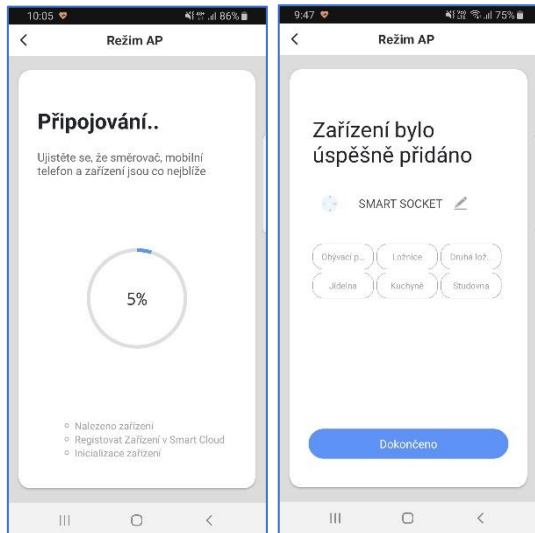 10:05 86%
Režim AP
Připojování..
Ujistěte se, že směrovač, mobilní
telefon a zařízení jsou co nejblíže
5%
Nalezeno zařízení
Registovat Zařízení v Smart Cloud
Inicializace zařízení
9:47 75%
Režim AP
Zařízení bylo
úspěšně přidáno
SMART SOCKET
Obývací p... Ložnice Druhá lož...
Jídelna Kuchyně Studovna
Dokončeno